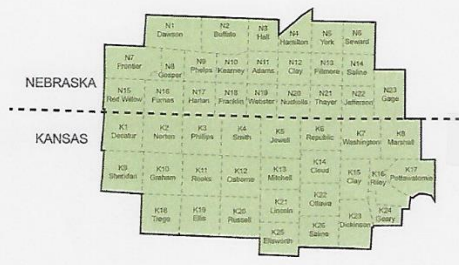 N1 Dawson
N2 Buffalo
N3 Hall
N4 Hamilton
N5 York
N6 Seward
N7 Frontier
N8 Gosper
N9 Phelps
N10 Kearney
N11 Adams
N12 Clay
N13 Fillmore
N14 Saline
NEBRASKA
N15 Red Willow
N16 Furnas
N17 Harlan
N18 Franklin
N19 Webster
N20 Nuckolls
N21 Thayer
N22 Jefferson
N23 Gage
KANSAS
K1 Decatur
K2 Norton
K3 Phillips
K4 Smith
K5 Jewell
K6 Republic
K7 Washington
K8 Marshall
K9 Sheridan
K10 Graham
K11 Rooks
K12 Osborne
K13 Mitchell
K14 Cloud
K15 Clay
K16 Riley
K17 Pottawatomie
K18 Trego
K19 Ellis
K20 Russell
K21 Lincoln
K22 Ottawa
K23 Dickinson
K24 Geary
K25 Ellsworth
K26 Saline